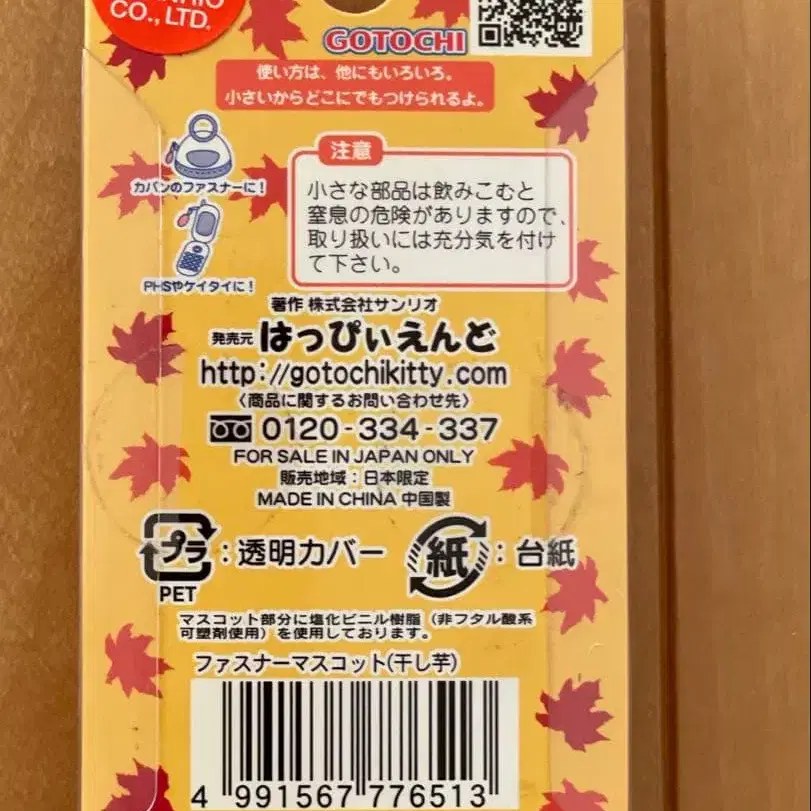 CO., LTD.
GOTOCHI
使い方は、他にもいろいろ。
小さいからどこにでもつけられるよ。
カバンのファスナーに!
PHSやケイタイに!
注意
小さな部品は飲みこむと
窒息の危険がありますので、
取り扱いには充分気を付け
て下さい。
著作 株式会社サンリオ
発売元 はっぴぃえんど
http://gotochikitty.com
〈商品に関するお問い合わせ先〉
0120-334-337
FOR SALE IN JAPAN ONLY
販売地域:日本限定
MADE IN CHINA 中国製
プラ:透明カバー 紙:台紙
PET
マスコット部分に塩化ビニル樹脂(非フタル酸系
可塑剤使用)を使用しております。
ファスナーマスコット(干し芋)
4 991567 776513